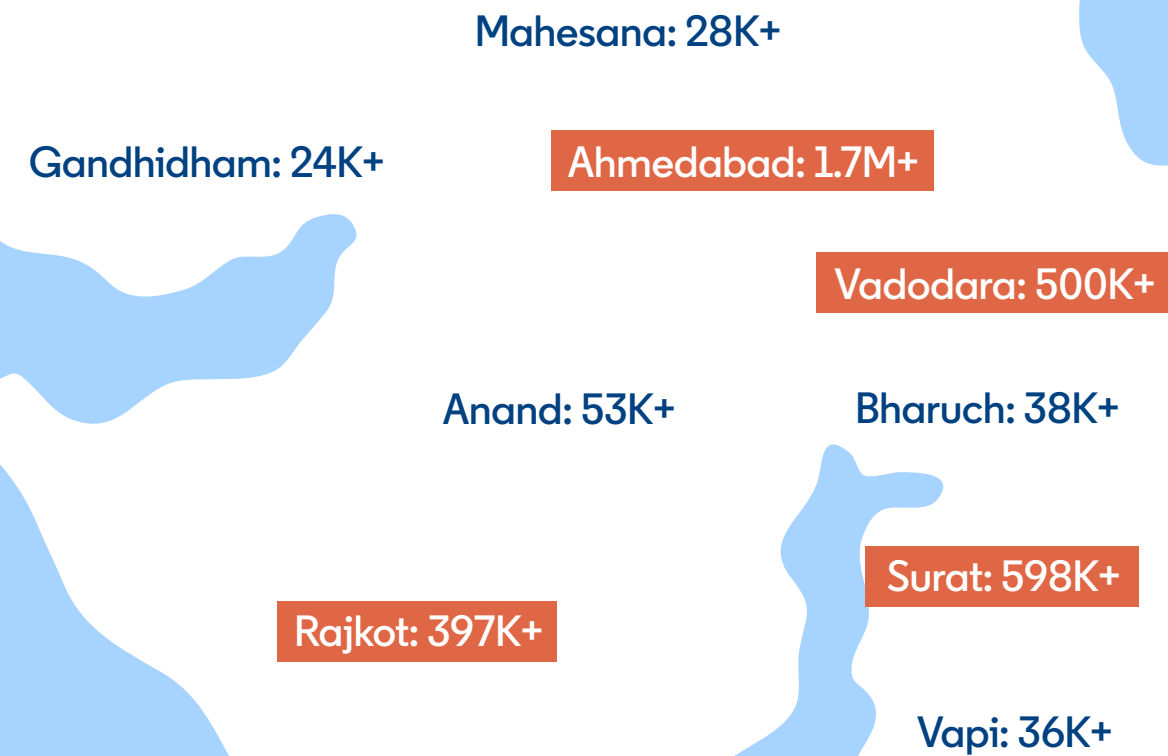 Mahesana: 28K+
Gandhidham: 24K+
Ahmedabad: 1.7M+
Vadodara: 500K+
Anand: 53K+
Bharuch: 38K+
Surat: 598K+
Rajkot: 397K+
Vapi: 36K+